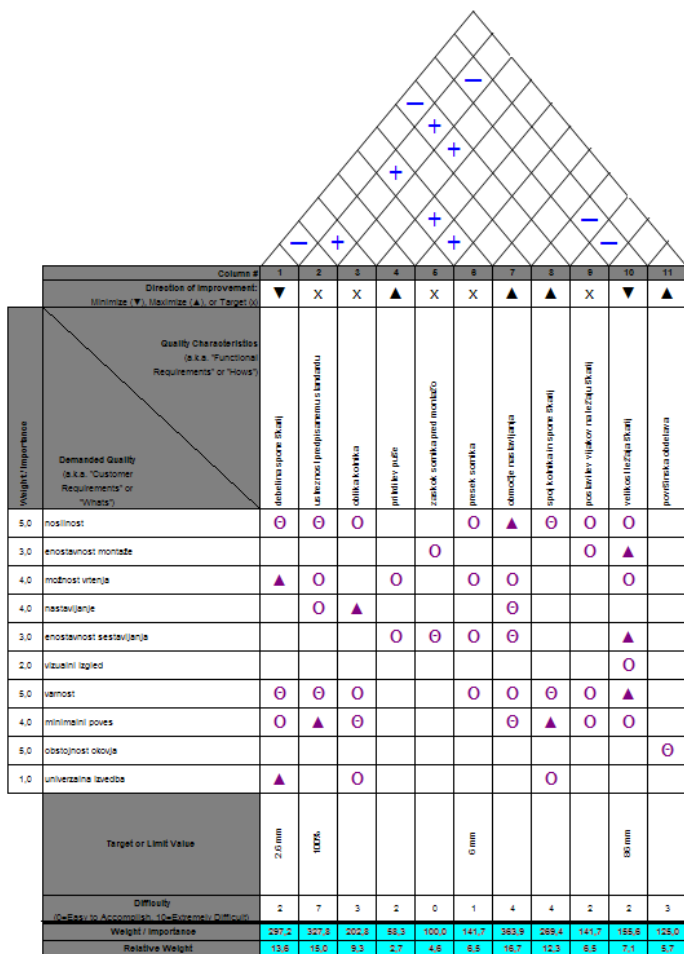 Column # 1 2 3 4 5 6 7 8 9 10 11
Direction of Improvement:
Minimize (▼), Maximize (▲), or Target (x) ▼ X X ▲ X X ▲ ▲ X ▼ ▲
Quality Characteristics
(a.k.a. "Functional
Requirements" or "Hows")
Demanded Quality
(a.k.a. "Customer
Requirements" or
"Whats")
Weight / Importance
debelina spone škarij
ustreznost predpisanemu standardu
oblika kolnika
pritrditev puše
zaskok sornika pred montažo
presek sornika
območje nastavljanja
spoj kolnika in spone škarij
postavitev vijakov na ležaju škarij
velikost ležaja škarij
površinska obdelava
5,0 nosilnost Θ Θ Ο Ο ▲ Θ Ο Ο
3,0 enostavnost montaže Ο Ο ▲
4,0 možnost vrtenja ▲ Ο Ο Ο Ο Ο
4,0 nastavljanje Ο ▲ Θ
3,0 enostavnost sestavljanja Ο Θ Ο Θ ▲
2,0 vizualni izgled Ο
5,0 varnost Θ Θ Ο Ο Ο Θ Ο ▲
4,0 minimalni poves Ο ▲ Θ Θ ▲ Ο Ο
5,0 obstojnost okovja Θ
1,0 univerzalna izvedba ▲ Ο Ο
Target or Limit Value 2.6 mm 100% 6 mm 86 mm
Difficulty
(0=Easy to Accomplish, 10=Extremely Difficult) 2 7 3 2 0 1 4 4 2 2 3
Weight / Importance 297,2 327,8 202,8 58,3 100,0 141,7 363,9 269,4 141,7 155,6 125,0
Relative Weight 13,6 15,0 9,3 2,7 4,6 6,5 16,7 12,3 6,5 7,1 5,7